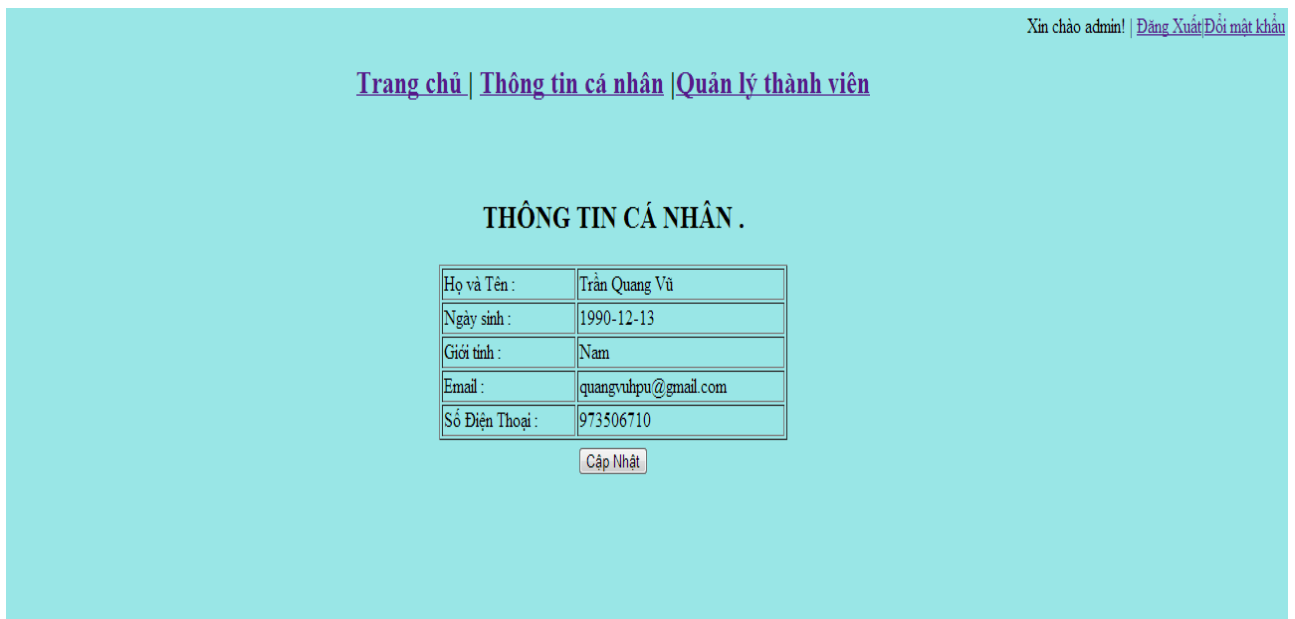 Xin chào admin! | Đăng Xuất|Đổi mật khẩu
Trang chủ | Thông tin cá nhân |Quản lý thành viên
THÔNG TIN CÁ NHÂN .
Họ và Tên : Trần Quang Vũ
Ngày sinh : 1990-12-13
Giới tính : Nam
Email : quangvuhpu@gmail.com
Số Điện Thoại : 973506710
Cập Nhật